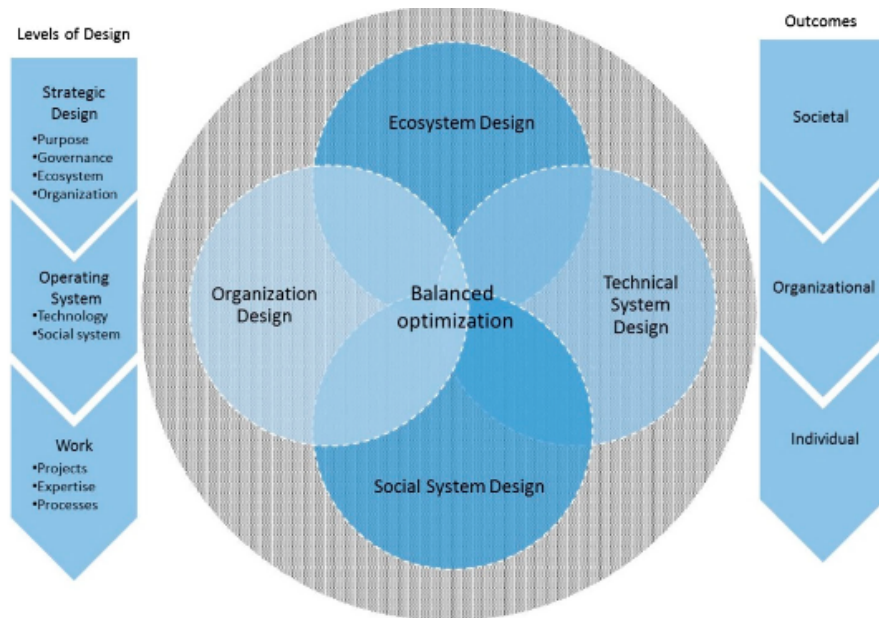 Levels of Design
Strategic
Design
•Purpose
•Governance
•Ecosystem
•Organization
Operating
System
•Technology
•Social system
Work
•Projects
•Expertise
•Processes
Ecosystem Design
Organization
Design
Balanced
optimization
Technical
System
Design
Social System Design
Outcomes
Societal
Organizational
Individual